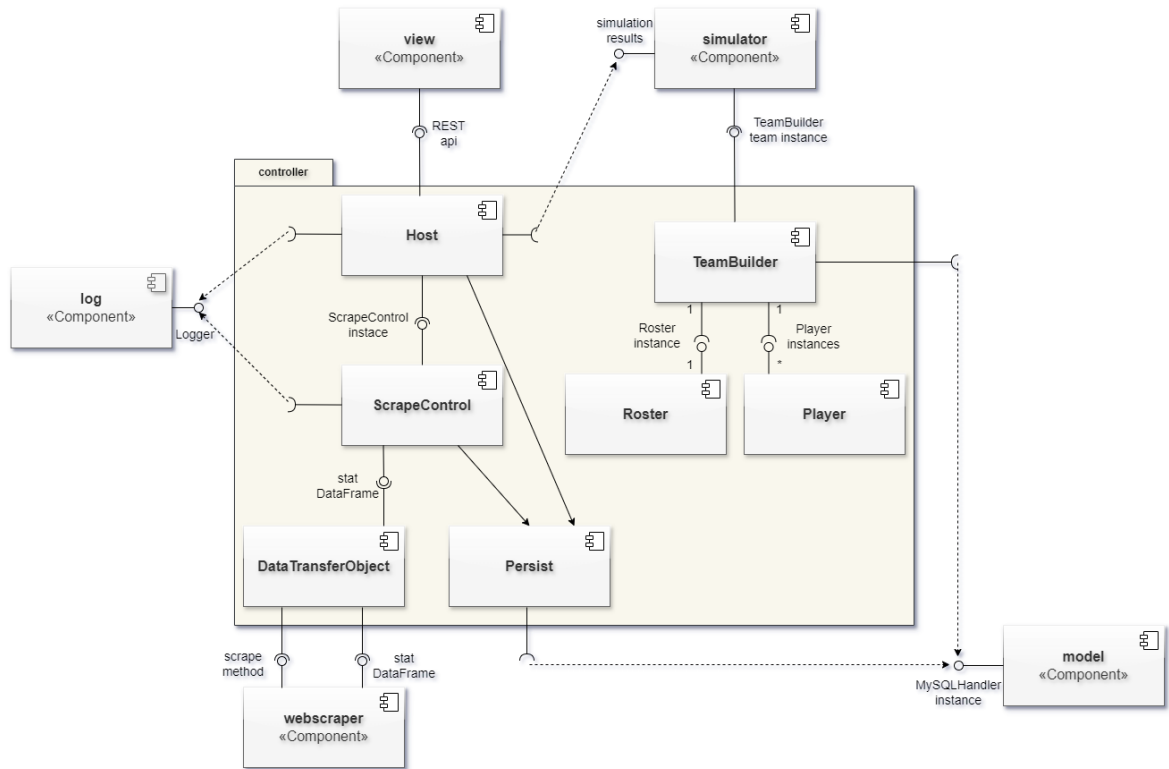 view
«Component»
simulation
results
simulator
«Component»
REST
api
TeamBuilder
team instance
controller
Host
TeamBuilder
log
«Component»
Logger
ScrapeControl
instace
1
1
Roster
instance
Player
instances
1
*
ScrapeControl
Roster
Player
stat
DataFrame
DataTransferObject
Persist
scrape
method
stat
DataFrame
model
«Component»
MySQLHandler
instance
webscraper
«Component»